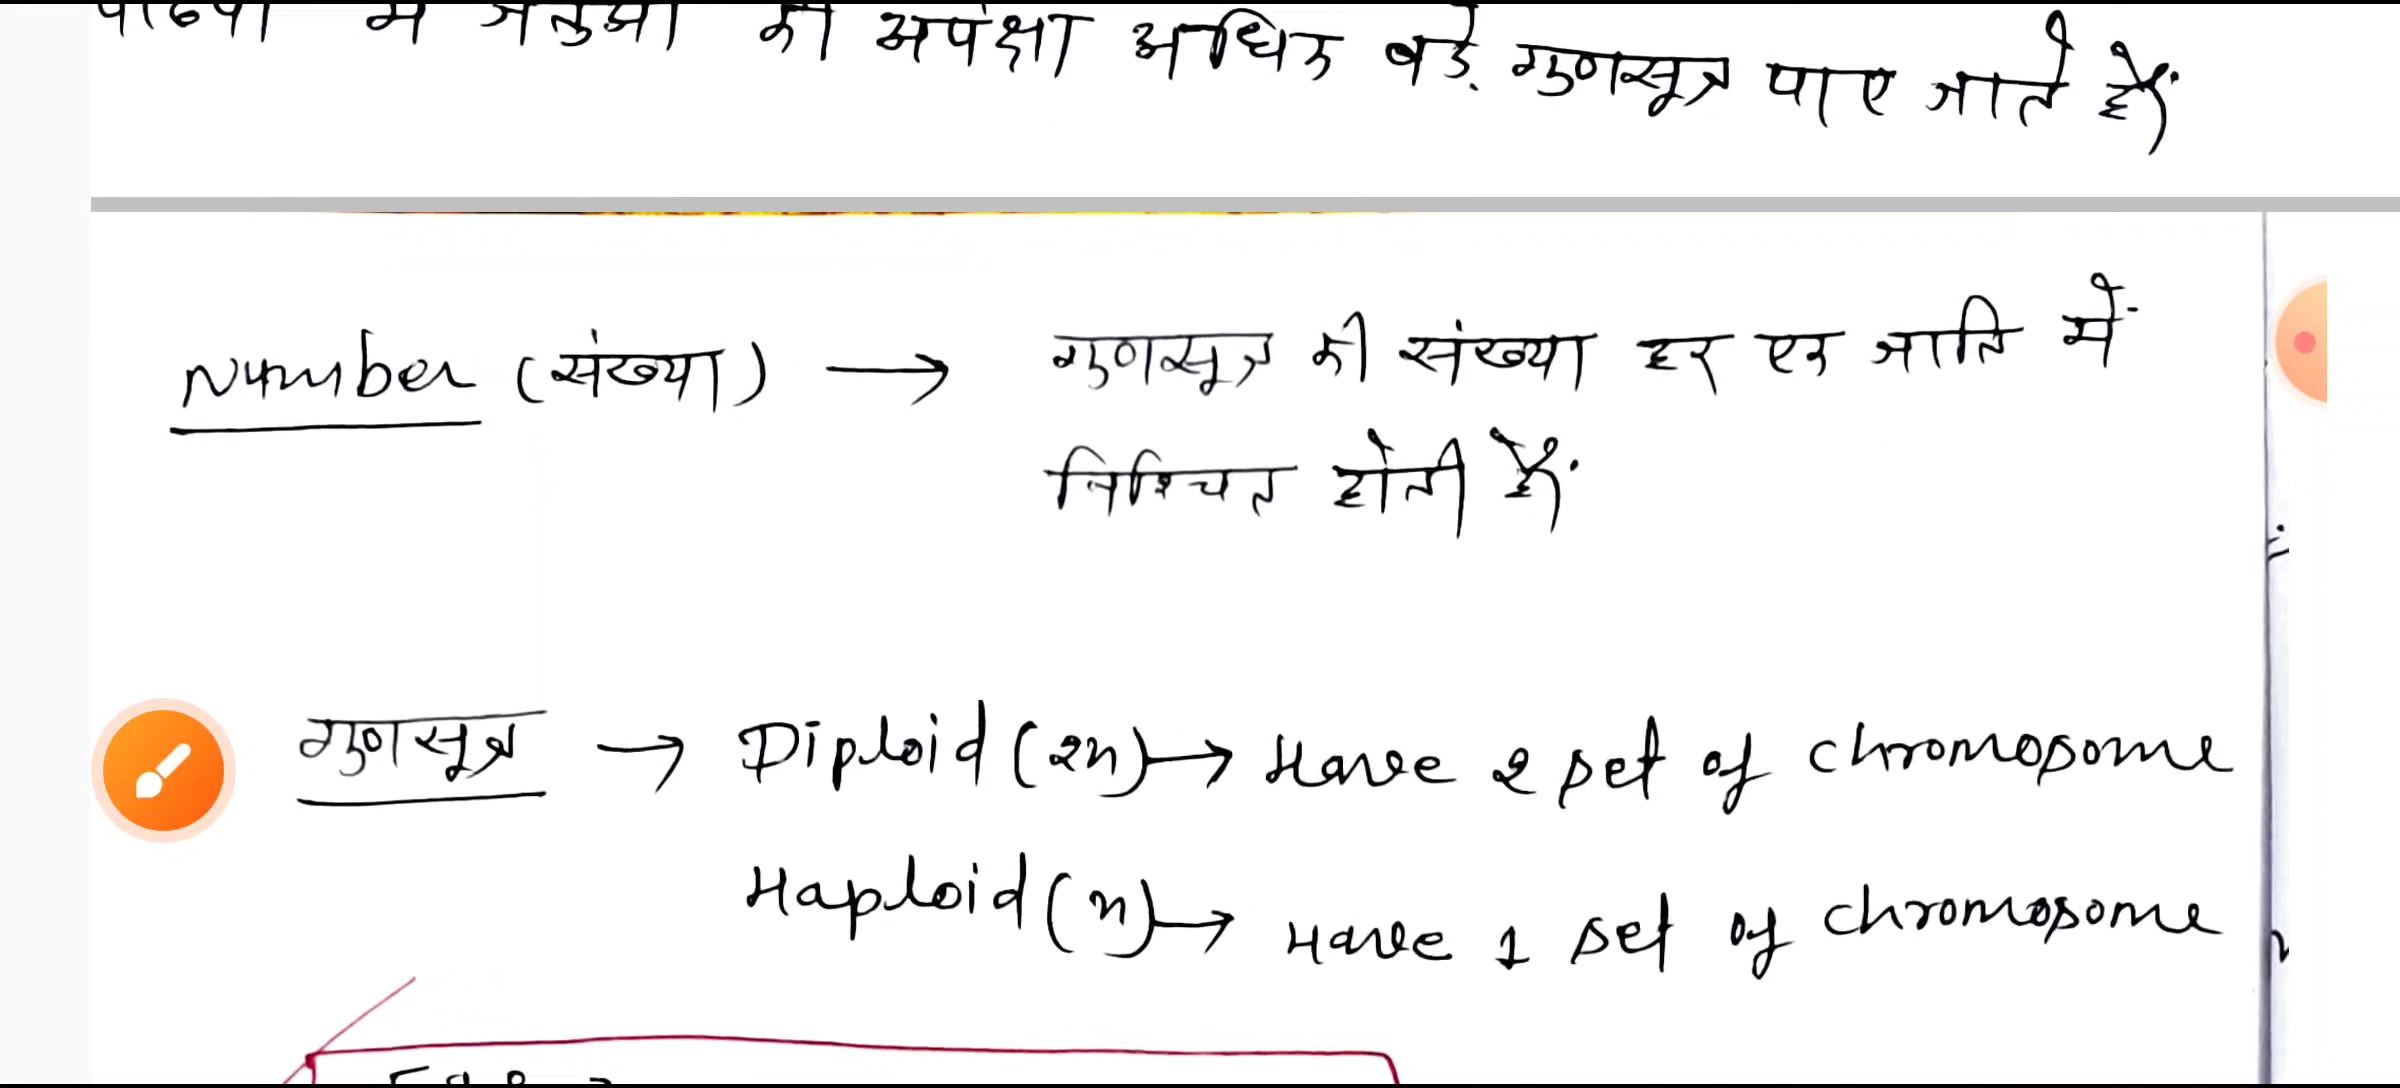 पादपों में जंतुओं की अपेक्षा अधिक बड़े गुणसूत्र पाए जाते हैं
Number (संख्या) → गुणसूत्र की संख्या हर एक जाति में
निश्चित होती हैं
गुणसूत्र → Diploid (2n) → Have 2 set of chromosome
Haploid (n) → Have 1 set of chromosome